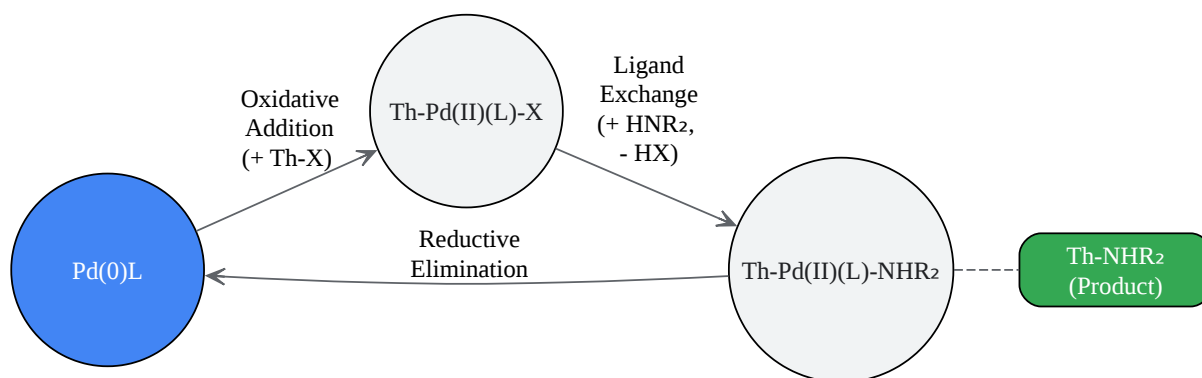 Oxidative
Addition
(+ Th-X)
Th-Pd(II)(L)-X
Ligand
Exchange
(+ HNR₂,
- HX)
Pd(0)L
Reductive
Elimination
Th-Pd(II)(L)-NHR₂
Th-NHR₂
(Product)